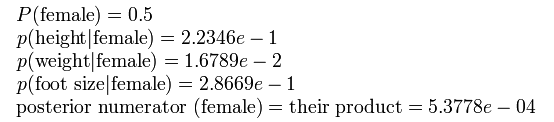 P(female) = 0.5
p(height|female) = 2.2346e − 1
p(weight|female) = 1.6789e − 2
p(foot size|female) = 2.8669e − 1
posterior numerator (female) = their product = 5.3778e − 04